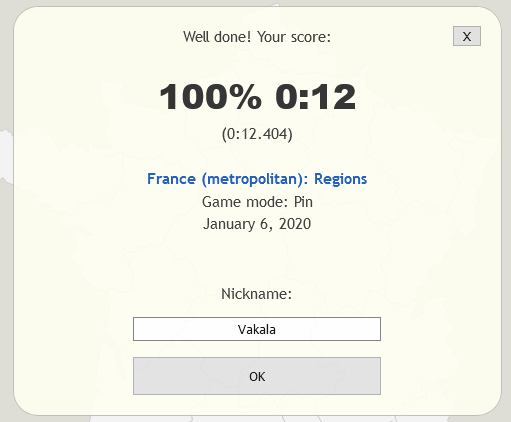 Well done! Your score:
X
100% 0:12
(0:12.404)
France (metropolitan): Regions
Game mode: Pin
January 6, 2020
Nickname:
Vakala
OK